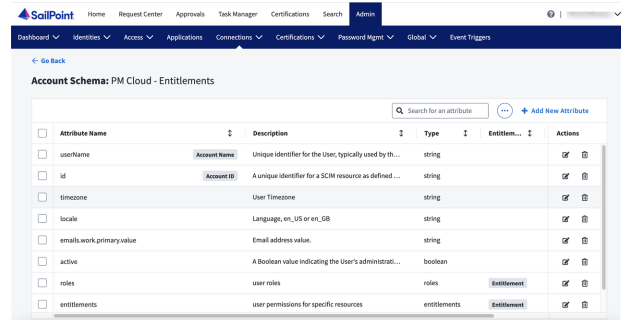 SailPoint. Home Request Center Approvals Task Manager Certifications Search Admin
Dashboard Identities Access Applications Connections Certifications Password Mgmt Global Event Triggers
← Go Back
Account Schema: PM Cloud - Entitlements
Search for an attribute ... + Add New Attribute
Attribute Name Description Type Entitlem... Actions
userName Account Name Unique identifier for the User, typically used by th... string
id Account ID A unique identifier for a SCIM resource as defined ... string
timezone User Timezone string
locale Language, en_US or en_GB string
emails.work.primary.value Email address value. string
active A Boolean value indicating the User's administrati... boolean
roles user roles roles Entitlement
entitlements user permissions for specific resources entitlements Entitlement